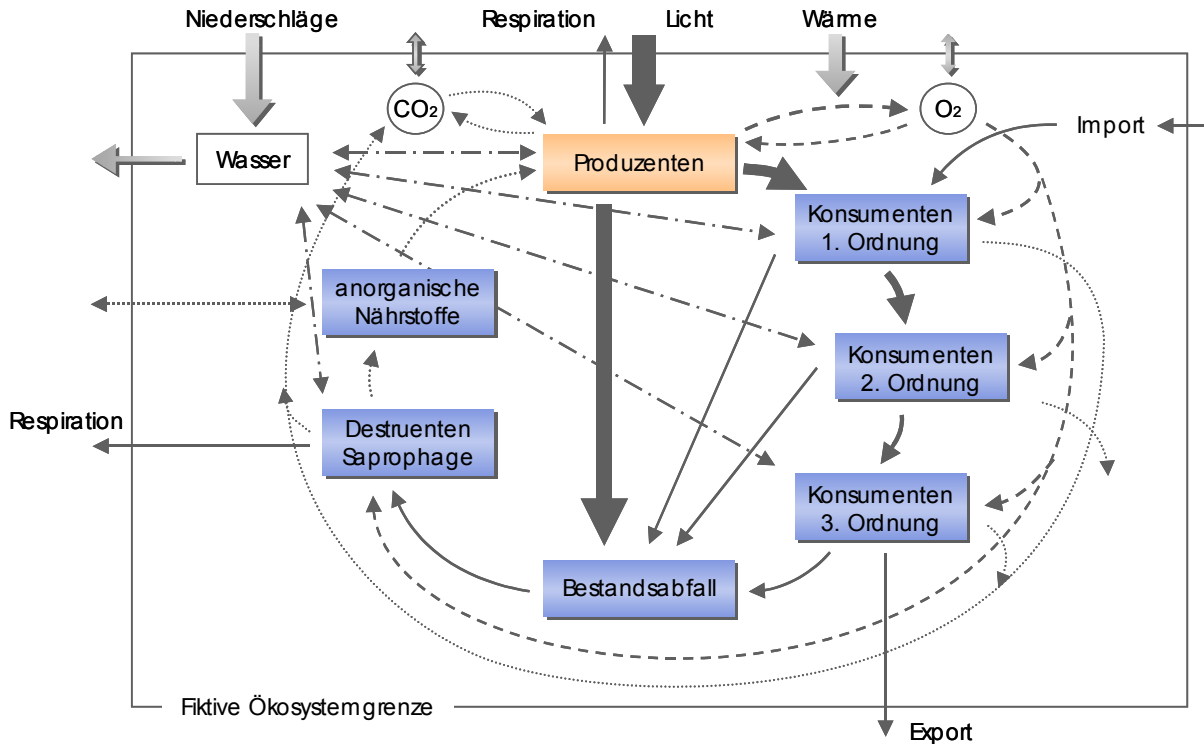 Niederschläge
Respiration
Licht
Wärme
CO₂
O₂
Import
Wasser
Produzenten
Konsumenten
1. Ordnung
anorganische
Nährstoffe
Konsumenten
2. Ordnung
Respiration
Destruenten
Saprophage
Konsumenten
3. Ordnung
Bestandsabfall
Fiktive Ökosystemgrenze
Export